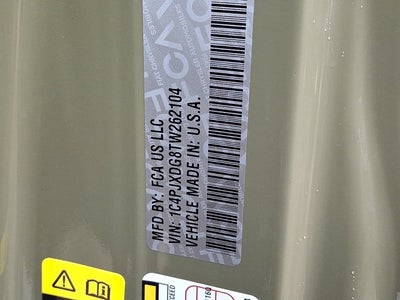 MFD BY: FCA US LLC
VIN: 1C4PJXDG8TW262104
VEHICLE MADE IN: U.S.A.